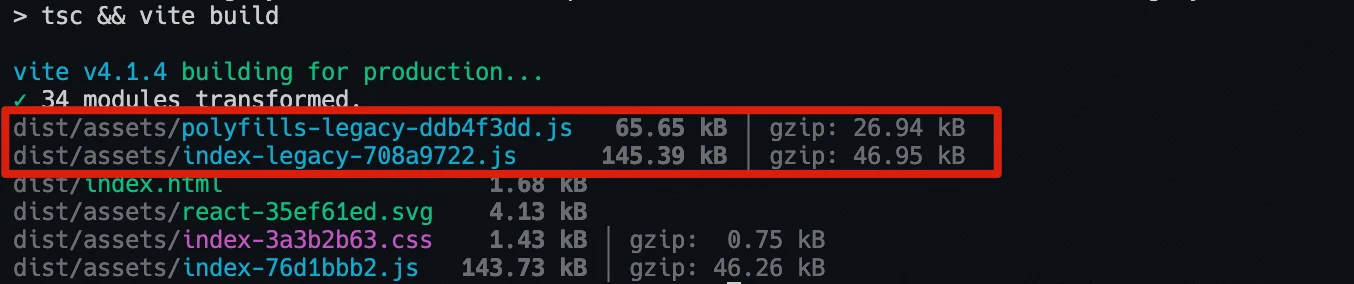 > tsc && vite build
vite v4.1.4 building for production...
✓ 34 modules transformed.
dist/assets/polyfills-legacy-ddb4f3dd.js 65.65 kB │ gzip: 26.94 kB
dist/assets/index-legacy-708a9722.js 145.39 kB │ gzip: 46.95 kB
dist/index.html 1.68 kB
dist/assets/react-35ef61ed.svg 4.13 kB
dist/assets/index-3a3b2b63.css 1.43 kB │ gzip: 0.75 kB
dist/assets/index-76d1bbb2.js 143.73 kB │ gzip: 46.26 kB